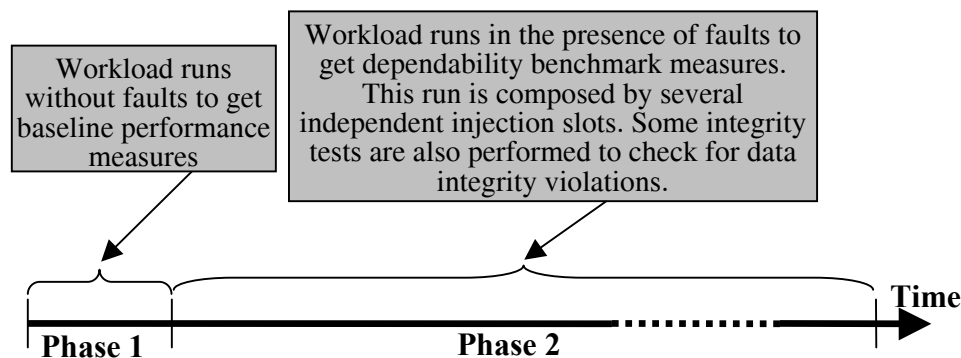 Workload runs
without faults to get
baseline performance
measures
Workload runs in the presence of faults to
get dependability benchmark measures.
This run is composed by several
independent injection slots. Some integrity
tests are also performed to check for data
integrity violations.
Time
Phase 1
Phase 2